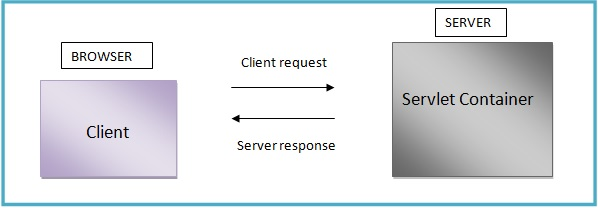 SERVER
BROWSER
Client request
Servlet Container
Client
Server response